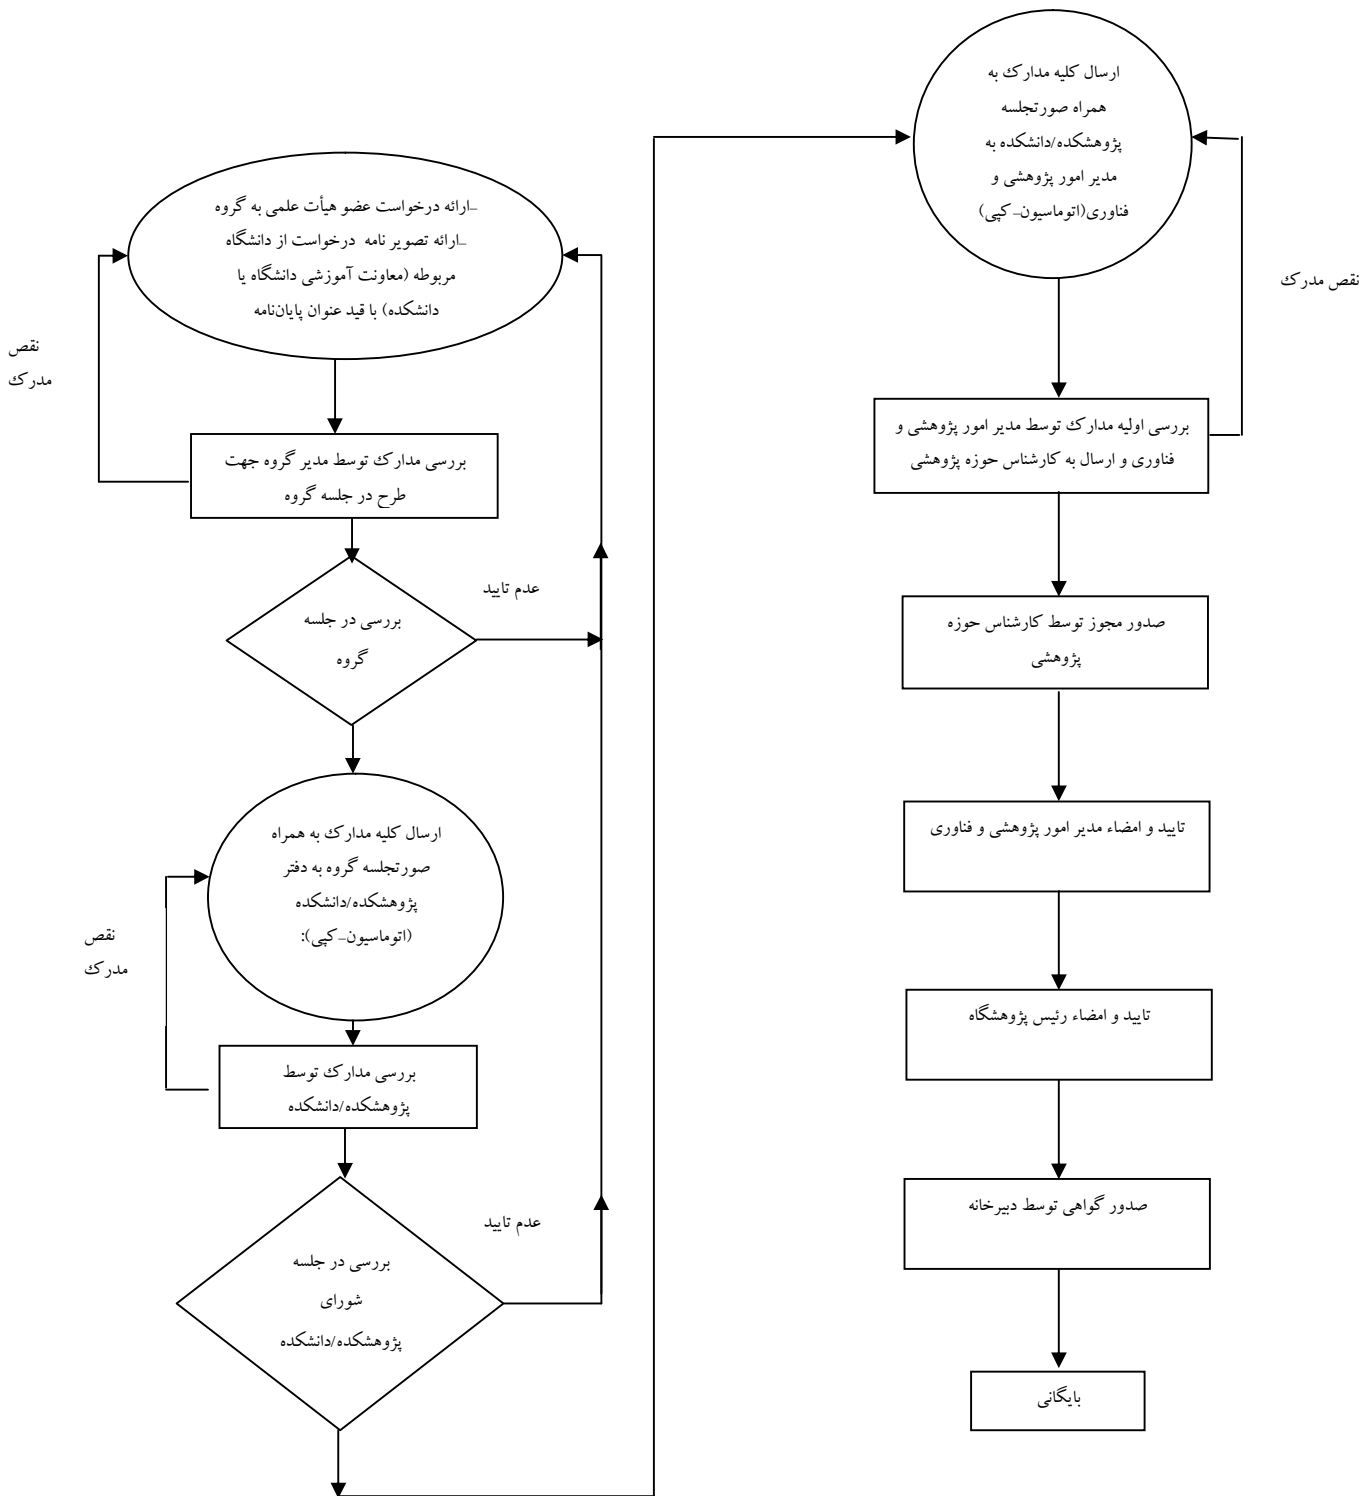 ـارائه درخواست عضو هیأت علمی به گروه
ـارائه تصویر نامه درخواست از دانشگاه
مربوطه (معاونت آموزشی دانشگاه یا
دانشکده) با قید عنوان پایان‌نامه
نقص
مدرک
بررسی مدارک توسط مدیر گروه جهت
طرح در جلسه گروه
عدم تایید
بررسی در جلسه
گروه
ارسال کلیه مدارک به همراه
صورتجلسه گروه به دفتر
پژوهشکده/دانشکده
(اتوماسیون-کپی):
نقص
مدرک
بررسی مدارک توسط
پژوهشکده/دانشکده
عدم تایید
بررسی در جلسه
شورای
پژوهشکده/دانشکده
ارسال کلیه مدارک به
همراه صورتجلسه
پژوهشکده/دانشکده به
مدیر امور پژوهشی و
فناوری(اتوماسیون-کپی)
نقص مدرک
بررسی اولیه مدارک توسط مدیر امور پژوهشی و
فناوری و ارسال به کارشناس حوزه پژوهشی
صدور مجوز توسط کارشناس حوزه
پژوهشی
تایید و امضاء مدیر امور پژوهشی و فناوری
تایید و امضاء رئیس پژوهشگاه
صدور گواهی توسط دبیرخانه
بایگانی